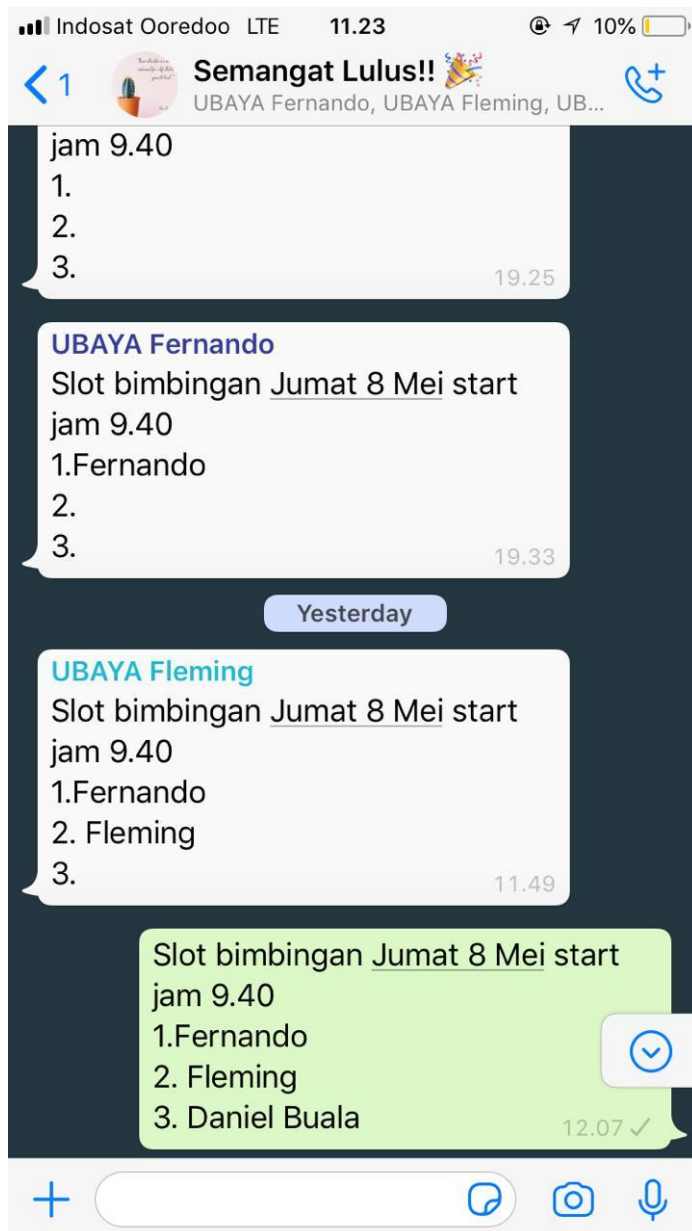 Indosat Ooredoo LTE 11.23 10%
1 Semangat Lulus!! 🎉
UBAYA Fernando, UBAYA Fleming, UB...
jam 9.40
1.
2.
3.
19.25
UBAYA Fernando
Slot bimbingan Jumat 8 Mei start
jam 9.40
1.Fernando
2.
3.
19.33
Yesterday
UBAYA Fleming
Slot bimbingan Jumat 8 Mei start
jam 9.40
1.Fernando
2. Fleming
3.
11.49
Slot bimbingan Jumat 8 Mei start
jam 9.40
1.Fernando
2. Fleming
3. Daniel Buala
12.07